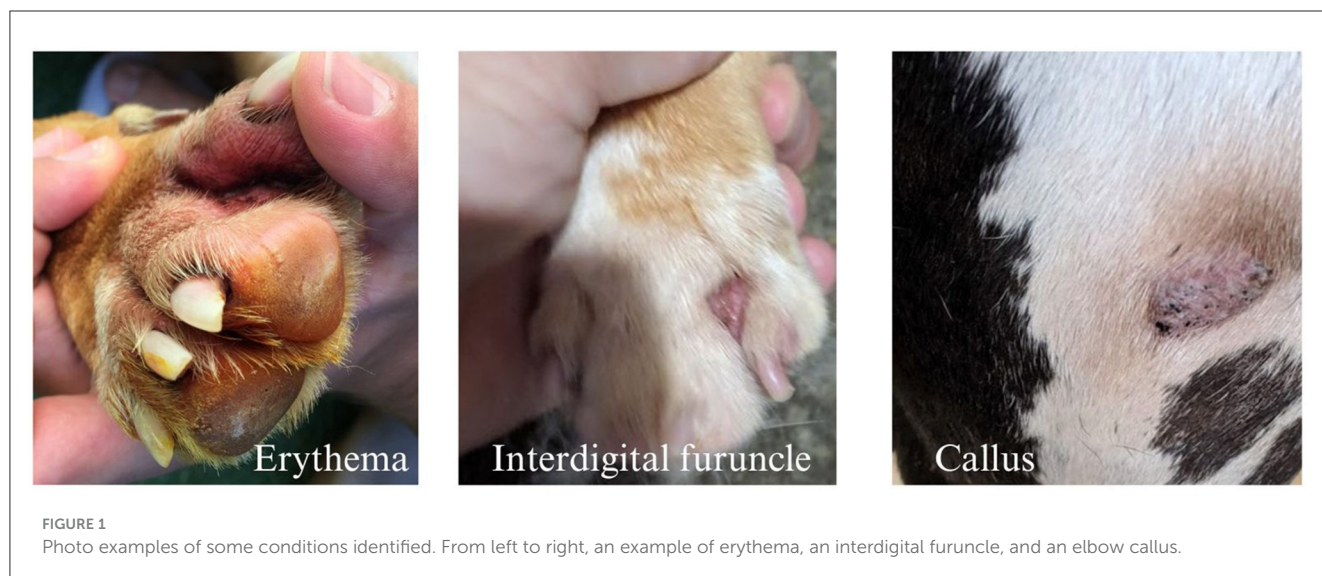 Erythema
Interdigital furuncle
Callus
FIGURE 1
Photo examples of some conditions identified. From left to right, an example of erythema, an interdigital furuncle, and an elbow callus.